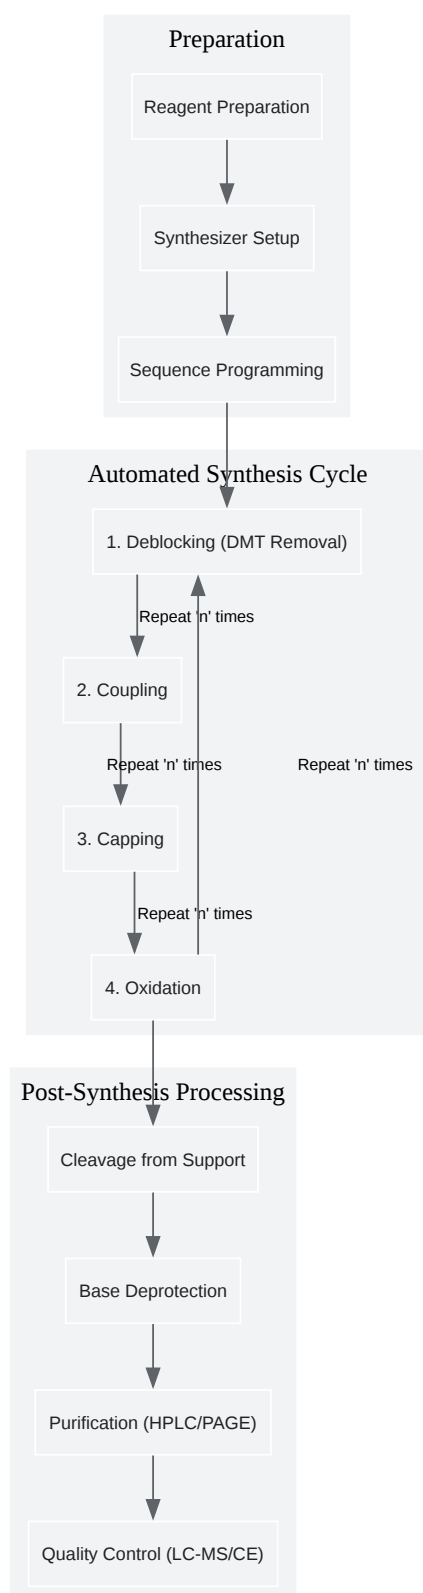 Preparation
Reagent Preparation
Synthesizer Setup
Sequence Programming
Automated Synthesis Cycle
1. Deblocking (DMT Removal)
Repeat 'n' times
2. Coupling
Repeat 'n' times
Repeat 'n' times
3. Capping
Repeat 'n' times
4. Oxidation
Post-Synthesis Processing
Cleavage from Support
Base Deprotection
Purification (HPLC/PAGE)
Quality Control (LC-MS/CE)